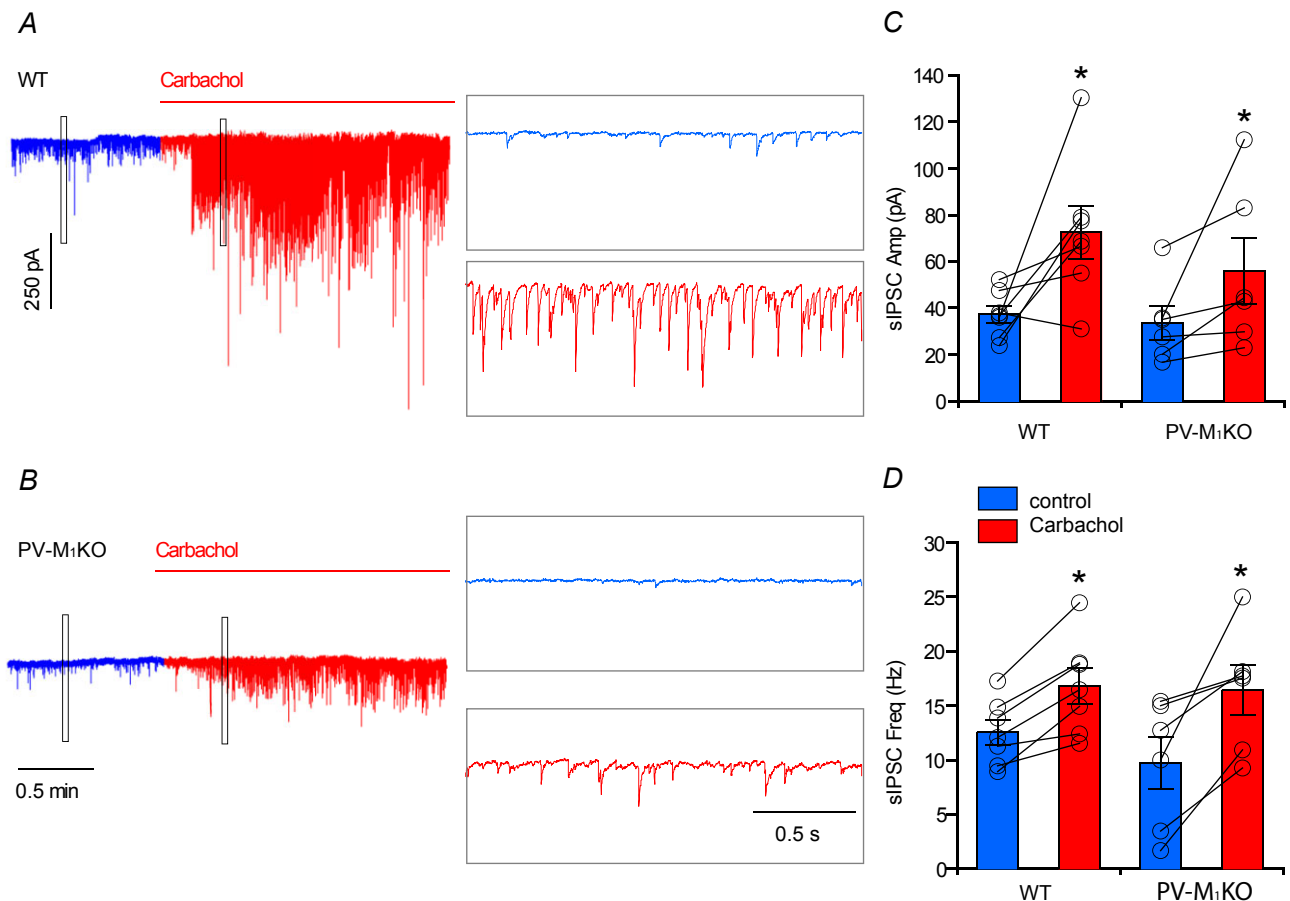 A
WT
Carbachol
250 pA
B
PV-M₁KO
Carbachol
0.5 min
0.5 s
C
*
*
140
120
100
80
60
40
20
0
sIPSC Amp (pA)
WT
PV-M₁KO
D
control
Carbachol
*
*
30
25
20
15
10
5
0
sIPSC Freq (Hz)
WT
PV-M₁KO